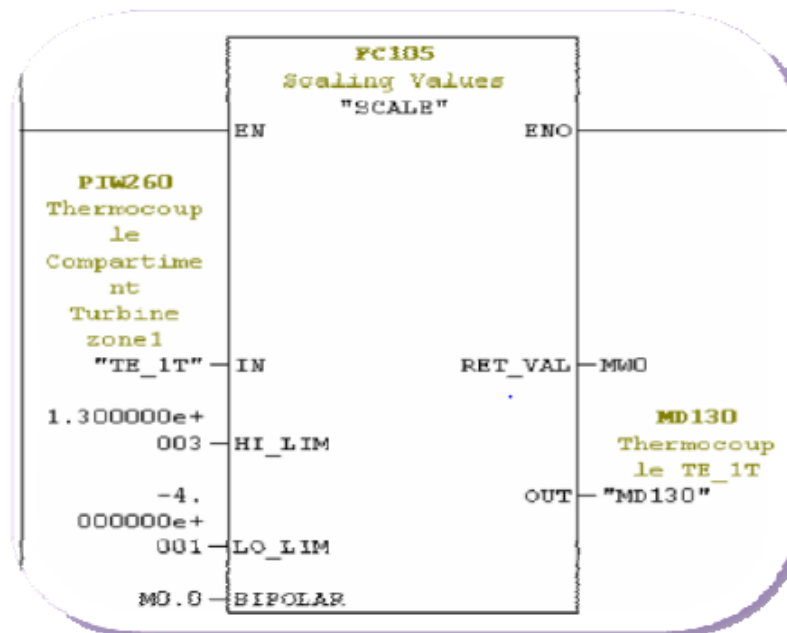 FC105
Scaling Values
"SCALE"
EN ENO
PIW260
Thermocoup
le
Compartime
nt
Turbine
zone1
"TE_1T" IN RET_VAL MW0
1.300000e+
003 HI_LIM
MD130
Thermocoup
le TE_1T
-4.
OUT "MD130"
000000e+
001 LO_LIM
M0.0 BIPOLAR